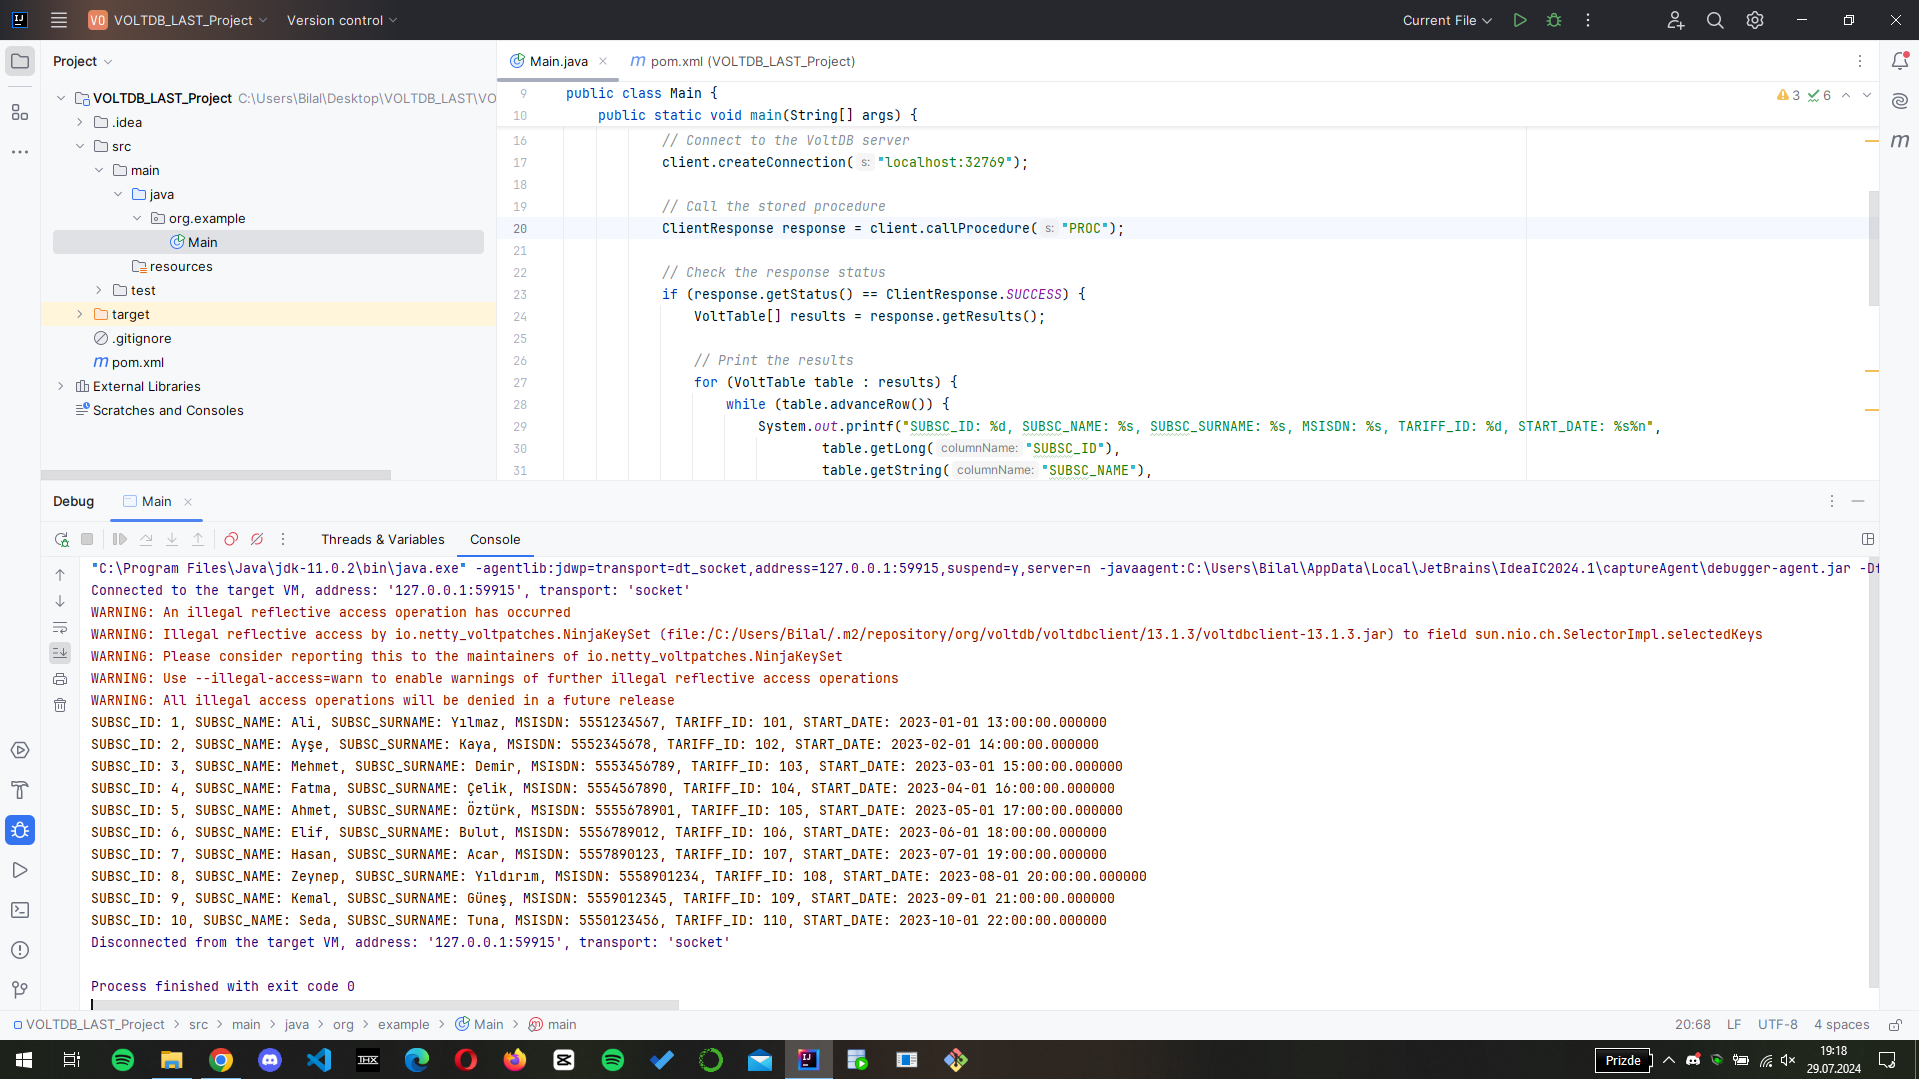 VO VOLTDB_LAST_Project Version control Current File
Project
Main.java pom.xml (VOLTDB_LAST_Project)
VOLTDB_LAST_Project C:\Users\Bilal\Desktop\VOLTDB_LAST\VO
.idea
src
main
java
org.example
Main
resources
test
target
.gitignore
pom.xml
External Libraries
Scratches and Consoles
3 6
9 public class Main {
10 public static void main(String[] args) {
16 // Connect to the VoltDB server
17 client.createConnection( s: "localhost:32769");
18
19 // Call the stored procedure
20 ClientResponse response = client.callProcedure( s: "PROC");
21
22 // Check the response status
23 if (response.getStatus() == ClientResponse.SUCCESS) {
24 VoltTable[] results = response.getResults();
25
26 // Print the results
27 for (VoltTable table : results) {
28 while (table.advanceRow()) {
29 System.out.printf("SUBSC_ID: %d, SUBSC_NAME: %s, SUBSC_SURNAME: %s, MSISDN: %s, TARIFF_ID: %d, START_DATE: %s%n",
30 table.getLong( columnName: "SUBSC_ID"),
31 table.getString( columnName: "SUBSC_NAME"),
Debug Main
Threads & Variables Console
"C:\Program Files\Java\jdk-11.0.2\bin\java.exe" -agentlib:jdwp=transport=dt_socket,address=127.0.0.1:59915,suspend=y,server=n -javaagent:C:\Users\Bilal\AppData\Local\JetBrains\IdeaIC2024.1\captureAgent\debugger-agent.jar -Df
Connected to the target VM, address: '127.0.0.1:59915', transport: 'socket'
WARNING: An illegal reflective access operation has occurred
WARNING: Illegal reflective access by io.netty_voltpatches.NinjaKeySet (file:/C:/Users/Bilal/.m2/repository/org/voltdb/voltdbclient/13.1.3/voltdbclient-13.1.3.jar) to field sun.nio.ch.SelectorImpl.selectedKeys
WARNING: Please consider reporting this to the maintainers of io.netty_voltpatches.NinjaKeySet
WARNING: Use --illegal-access=warn to enable warnings of further illegal reflective access operations
WARNING: All illegal access operations will be denied in a future release
SUBSC_ID: 1, SUBSC_NAME: Ali, SUBSC_SURNAME: Yılmaz, MSISDN: 5551234567, TARIFF_ID: 101, START_DATE: 2023-01-01 13:00:00.000000
SUBSC_ID: 2, SUBSC_NAME: Ayşe, SUBSC_SURNAME: Kaya, MSISDN: 5552345678, TARIFF_ID: 102, START_DATE: 2023-02-01 14:00:00.000000
SUBSC_ID: 3, SUBSC_NAME: Mehmet, SUBSC_SURNAME: Demir, MSISDN: 5553456789, TARIFF_ID: 103, START_DATE: 2023-03-01 15:00:00.000000
SUBSC_ID: 4, SUBSC_NAME: Fatma, SUBSC_SURNAME: Çelik, MSISDN: 5554567890, TARIFF_ID: 104, START_DATE: 2023-04-01 16:00:00.000000
SUBSC_ID: 5, SUBSC_NAME: Ahmet, SUBSC_SURNAME: Öztürk, MSISDN: 5555678901, TARIFF_ID: 105, START_DATE: 2023-05-01 17:00:00.000000
SUBSC_ID: 6, SUBSC_NAME: Elif, SUBSC_SURNAME: Bulut, MSISDN: 5556789012, TARIFF_ID: 106, START_DATE: 2023-06-01 18:00:00.000000
SUBSC_ID: 7, SUBSC_NAME: Hasan, SUBSC_SURNAME: Acar, MSISDN: 5557890123, TARIFF_ID: 107, START_DATE: 2023-07-01 19:00:00.000000
SUBSC_ID: 8, SUBSC_NAME: Zeynep, SUBSC_SURNAME: Yıldırım, MSISDN: 5558901234, TARIFF_ID: 108, START_DATE: 2023-08-01 20:00:00.000000
SUBSC_ID: 9, SUBSC_NAME: Kemal, SUBSC_SURNAME: Güneş, MSISDN: 5559012345, TARIFF_ID: 109, START_DATE: 2023-09-01 21:00:00.000000
SUBSC_ID: 10, SUBSC_NAME: Seda, SUBSC_SURNAME: Tuna, MSISDN: 5550123456, TARIFF_ID: 110, START_DATE: 2023-10-01 22:00:00.000000
Disconnected from the target VM, address: '127.0.0.1:59915', transport: 'socket'
Process finished with exit code 0
VOLTDB_LAST_Project > src > main > java > org > example > Main > main 20:68 LF UTF-8 4 spaces
THX Prizde 19:18
29.07.2024